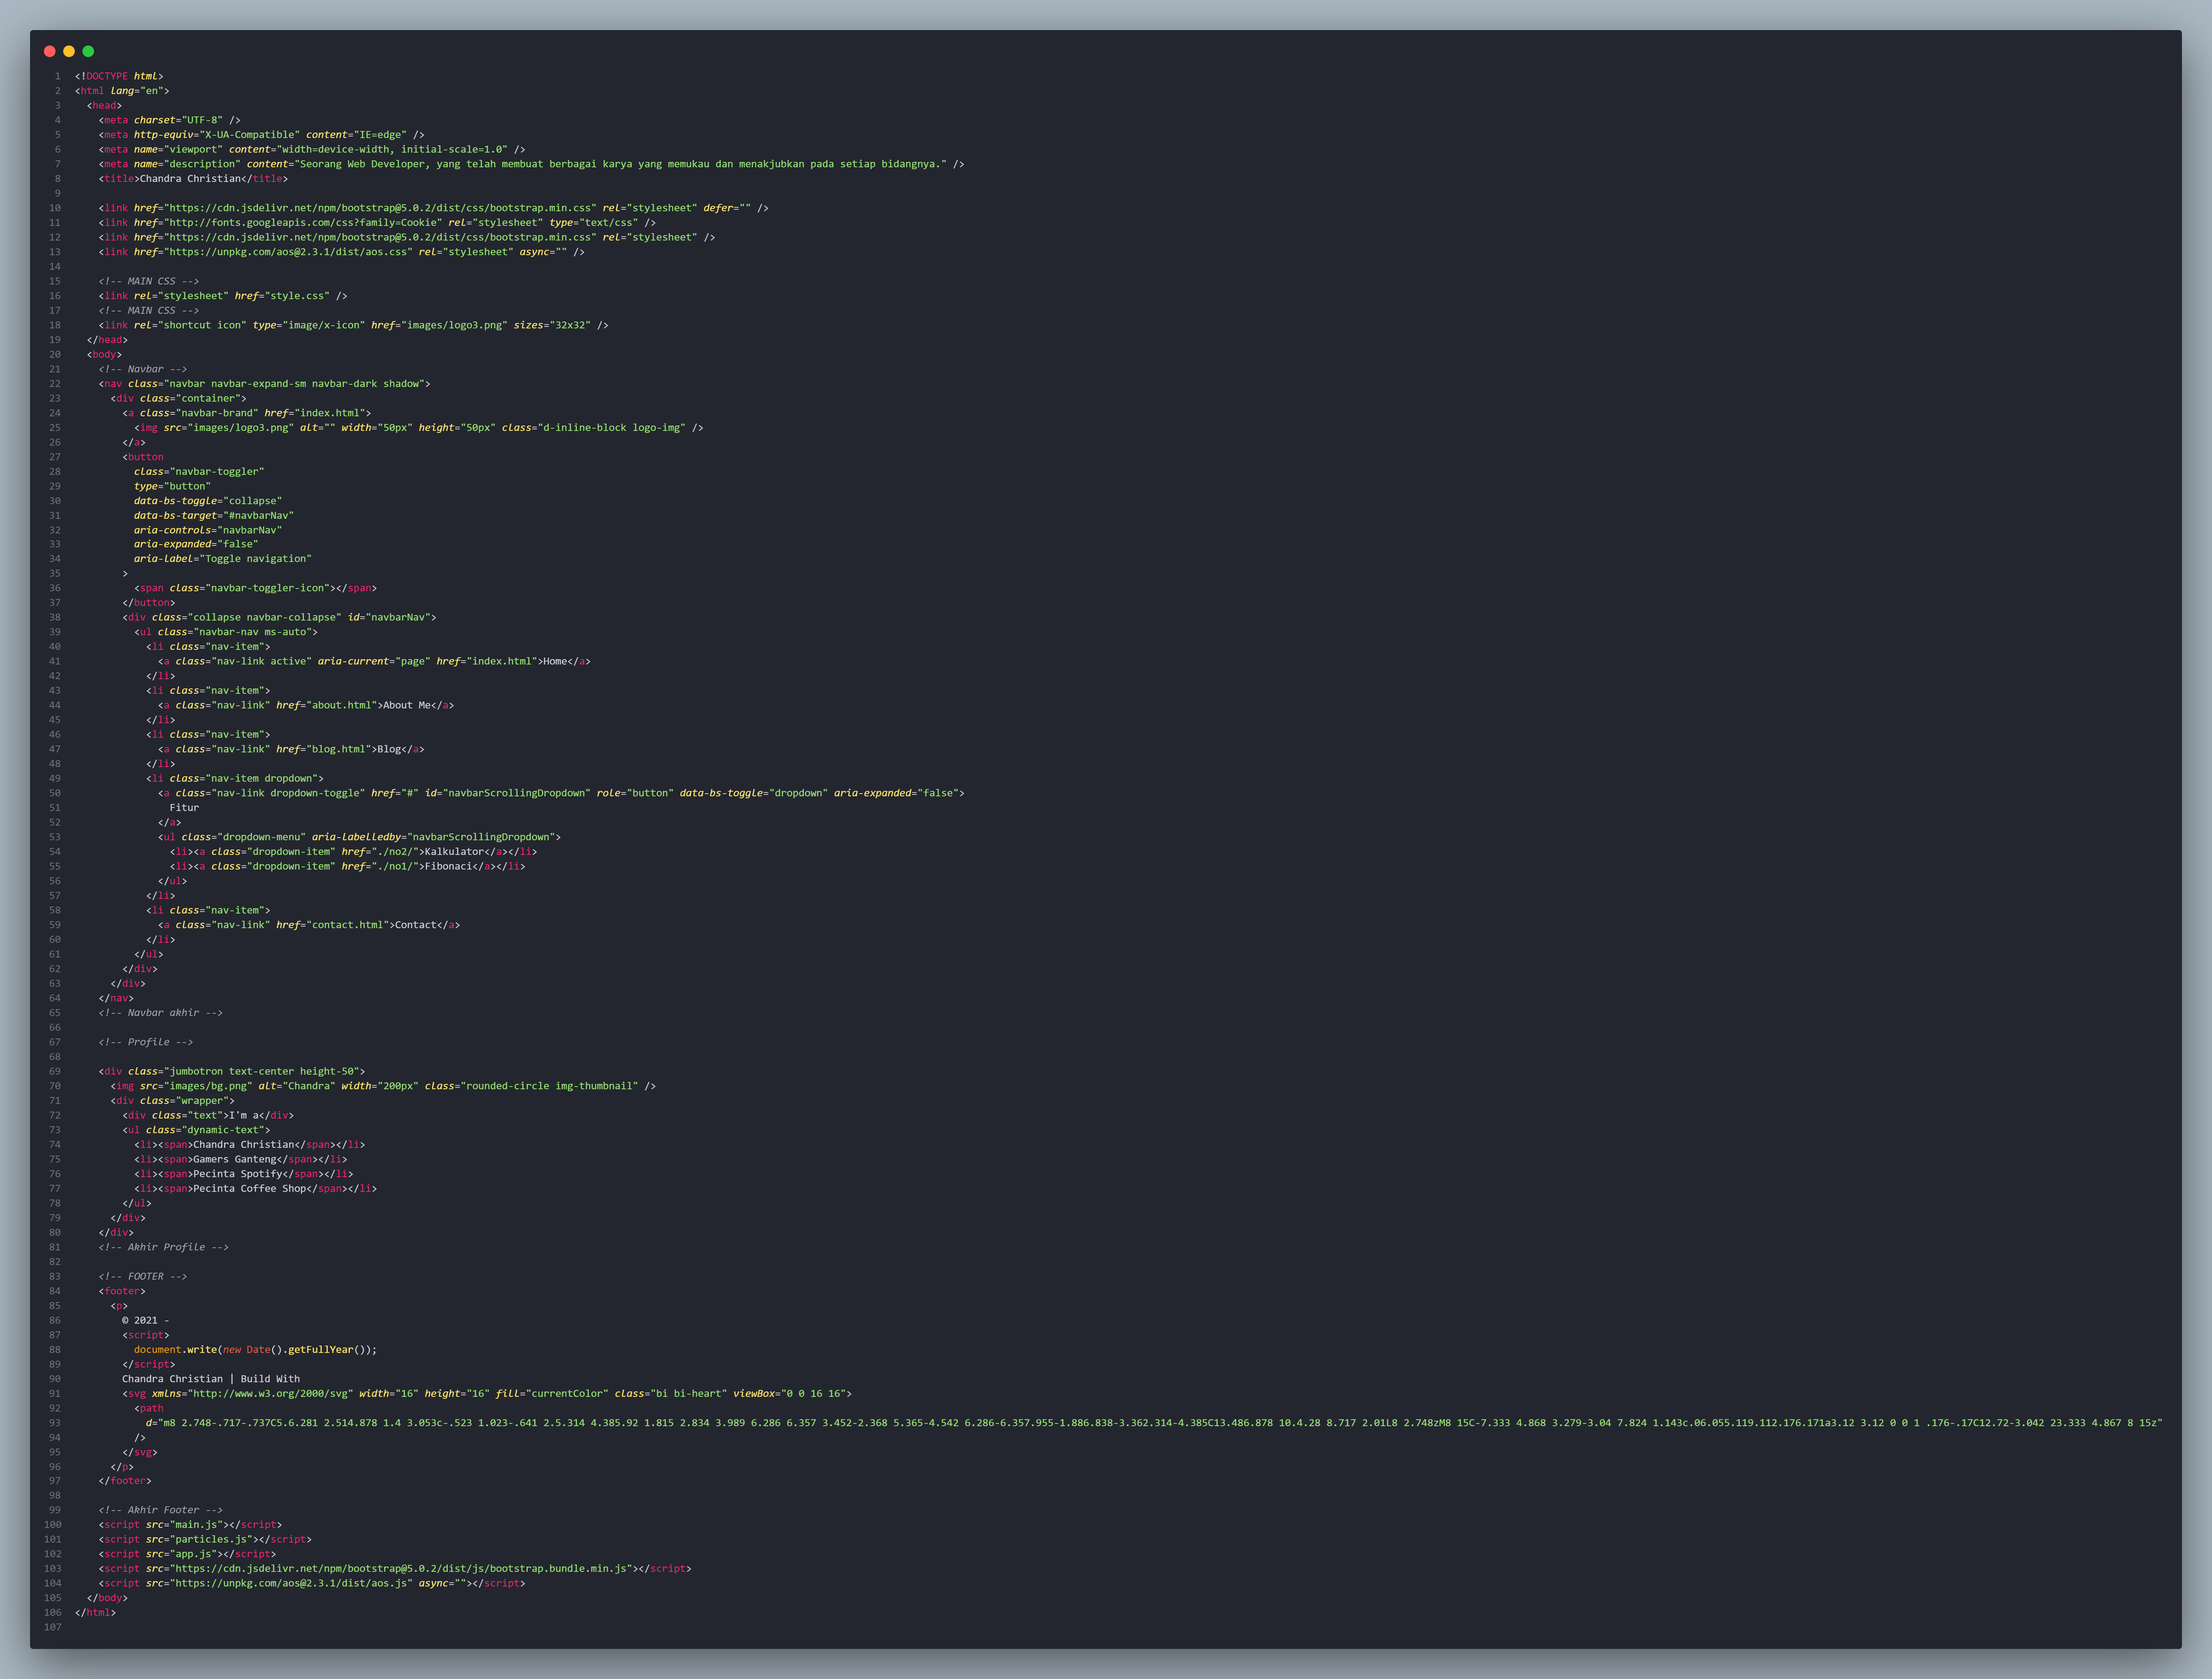 1 <!DOCTYPE html>
2 <html lang="en">
3   <head>
4     <meta charset="UTF-8" />
5     <meta http-equiv="X-UA-Compatible" content="IE=edge" />
6     <meta name="viewport" content="width=device-width, initial-scale=1.0" />
7     <meta name="description" content="Seorang Web Developer, yang telah membuat berbagai karya yang memukau dan menakjubkan pada setiap bidangnya." />
8     <title>Chandra Christian</title>
9
10     <link href="https://cdn.jsdelivr.net/npm/bootstrap@5.0.2/dist/css/bootstrap.min.css" rel="stylesheet" defer="" />
11     <link href="http://fonts.googleapis.com/css?family=Cookie" rel="stylesheet" type="text/css" />
12     <link href="https://cdn.jsdelivr.net/npm/bootstrap@5.0.2/dist/css/bootstrap.min.css" rel="stylesheet" />
13     <link href="https://unpkg.com/aos@2.3.1/dist/aos.css" rel="stylesheet" async="" />
14
15     <!-- MAIN CSS -->
16     <link rel="stylesheet" href="style.css" />
17     <!-- MAIN CSS -->
18     <link rel="shortcut icon" type="image/x-icon" href="images/logo3.png" sizes="32x32" />
19   </head>
20   <body>
21     <!-- Navbar -->
22     <nav class="navbar navbar-expand-sm navbar-dark shadow">
23       <div class="container">
24         <a class="navbar-brand" href="index.html">
25           <img src="images/logo3.png" alt="" width="50px" height="50px" class="d-inline-block logo-img" />
26         </a>
27         <button
28           class="navbar-toggler"
29           type="button"
30           data-bs-toggle="collapse"
31           data-bs-target="#navbarNav"
32           aria-controls="navbarNav"
33           aria-expanded="false"
34           aria-label="Toggle navigation"
35         >
36           <span class="navbar-toggler-icon"></span>
37         </button>
38         <div class="collapse navbar-collapse" id="navbarNav">
39           <ul class="navbar-nav ms-auto">
40             <li class="nav-item">
41               <a class="nav-link active" aria-current="page" href="index.html">Home</a>
42             </li>
43             <li class="nav-item">
44               <a class="nav-link" href="about.html">About Me</a>
45             </li>
46             <li class="nav-item">
47               <a class="nav-link" href="blog.html">Blog</a>
48             </li>
49             <li class="nav-item dropdown">
50               <a class="nav-link dropdown-toggle" href="#" id="navbarScrollingDropdown" role="button" data-bs-toggle="dropdown" aria-expanded="false">
51                 Fitur
52               </a>
53               <ul class="dropdown-menu" aria-labelledby="navbarScrollingDropdown">
54                 <li><a class="dropdown-item" href="./no2/">Kalkulator</a></li>
55                 <li><a class="dropdown-item" href="./no1/">Fibonaci</a></li>
56               </ul>
57             </li>
58             <li class="nav-item">
59               <a class="nav-link" href="contact.html">Contact</a>
60             </li>
61           </ul>
62         </div>
63       </div>
64     </nav>
65     <!-- Navbar akhir -->
66
67     <!-- Profile -->
68
69     <div class="jumbotron text-center height-50">
70       <img src="images/bg.png" alt="Chandra" width="200px" class="rounded-circle img-thumbnail" />
71       <div class="wrapper">
72         <div class="text">I'm a</div>
73         <ul class="dynamic-text">
74           <li><span>Chandra Christian</span></li>
75           <li><span>Gamers Ganteng</span></li>
76           <li><span>Pecinta Spotify</span></li>
77           <li><span>Pecinta Coffee Shop</span></li>
78         </ul>
79       </div>
80     </div>
81     <!-- Akhir Profile -->
82
83     <!-- FOOTER -->
84     <footer>
85       <p>
86         © 2021 -
87         <script>
88           document.write(new Date().getFullYear());
89         </script>
90         Chandra Christian | Build With
91         <svg xmlns="http://www.w3.org/2000/svg" width="16" height="16" fill="currentColor" class="bi bi-heart" viewBox="0 0 16 16">
92           <path
93             d="m8 2.748-.717-.737C5.6.281 2.514.878 1.4 3.053c-.523 1.023-.641 2.5.314 4.385.92 1.815 2.834 3.989 6.286 6.357 3.452-2.368 5.365-4.542 6.286-6.357.955-1.886.838-3.362.314-4.385C13.486.878 10.4.28 8.717 2.01L8 2.748zM8 15C-7.333 4.868 3.279-3.04 7.824 1.143c.06.055.119.112.176.171a3.12 3.12 0 0 1 .176-.17C12.72-3.042 23.333 4.867 8 15z"
94           />
95         </svg>
96       </p>
97     </footer>
98
99     <!-- Akhir Footer -->
100     <script src="main.js"></script>
101     <script src="particles.js"></script>
102     <script src="app.js"></script>
103     <script src="https://cdn.jsdelivr.net/npm/bootstrap@5.0.2/dist/js/bootstrap.bundle.min.js"></script>
104     <script src="https://unpkg.com/aos@2.3.1/dist/aos.js" async=""></script>
105   </body>
106 </html>
107